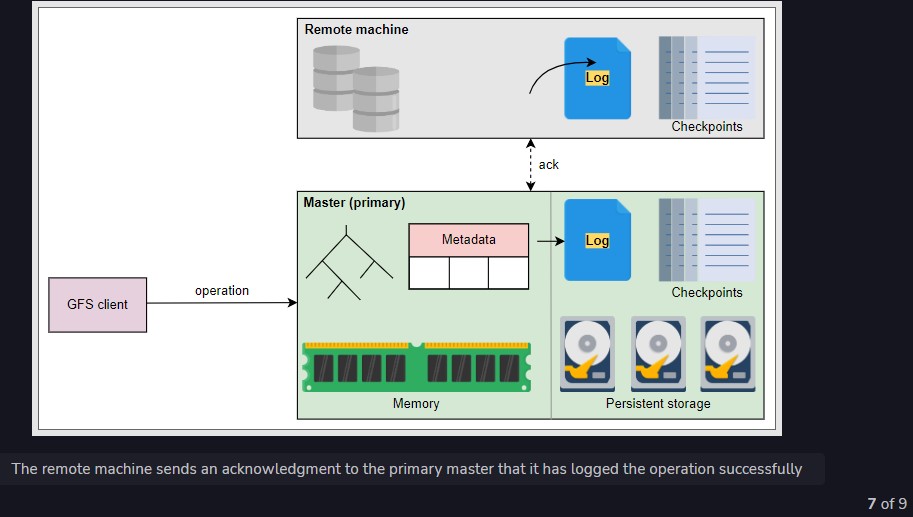 Remote machine
Log
Checkpoints
ack
Master (primary)
Metadata
Log
Checkpoints
GFS client
operation
Memory
Persistent storage
The remote machine sends an acknowledgment to the primary master that it has logged the operation successfully
7 of 9